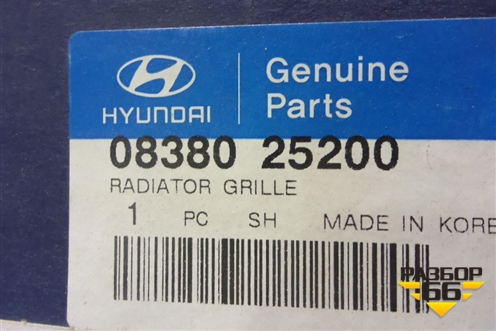 HYUNDAI
Genuine
Parts
08380 25200
RADIATOR GRILLE
1 PC SH MADE IN KORE
РАЗБОР
66